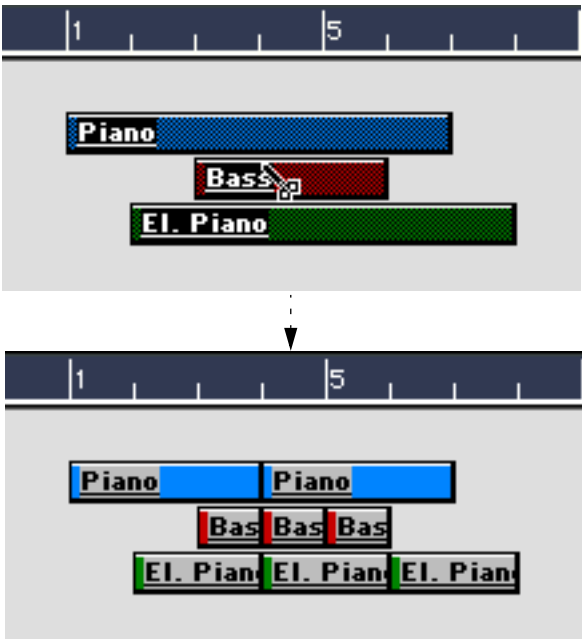 1 5
Piano
Bass
El. Piano
1 5
Piano Piano
Bas Bas Bas
El. Pian El. Pian El. Pian